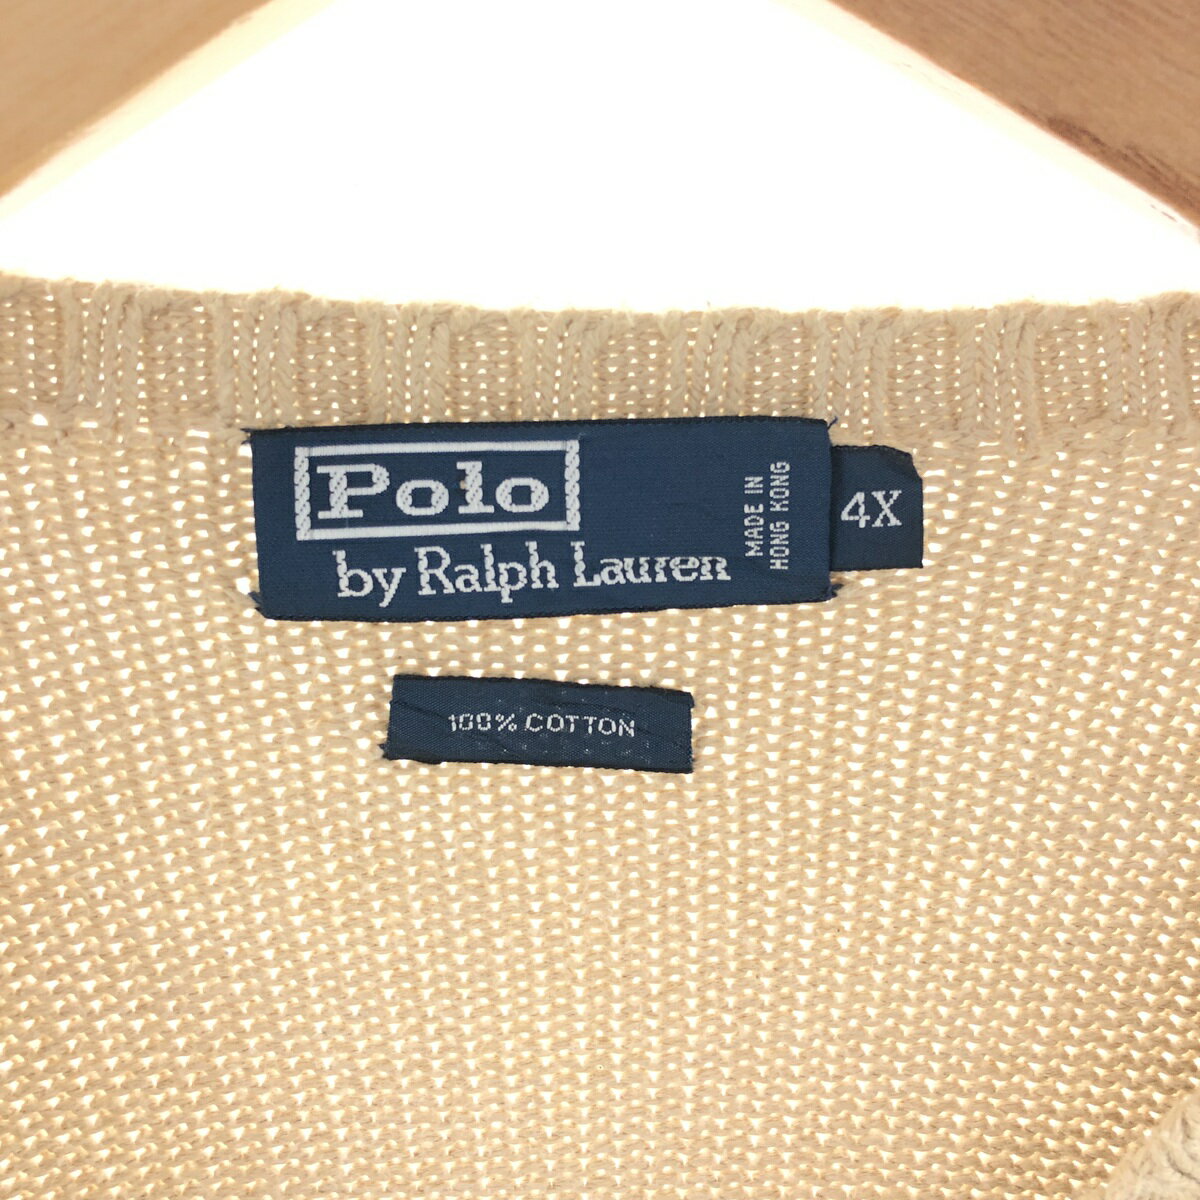 Polo
by Ralph Lauren
MADE IN
HONG KONG
4X
100% COTTON